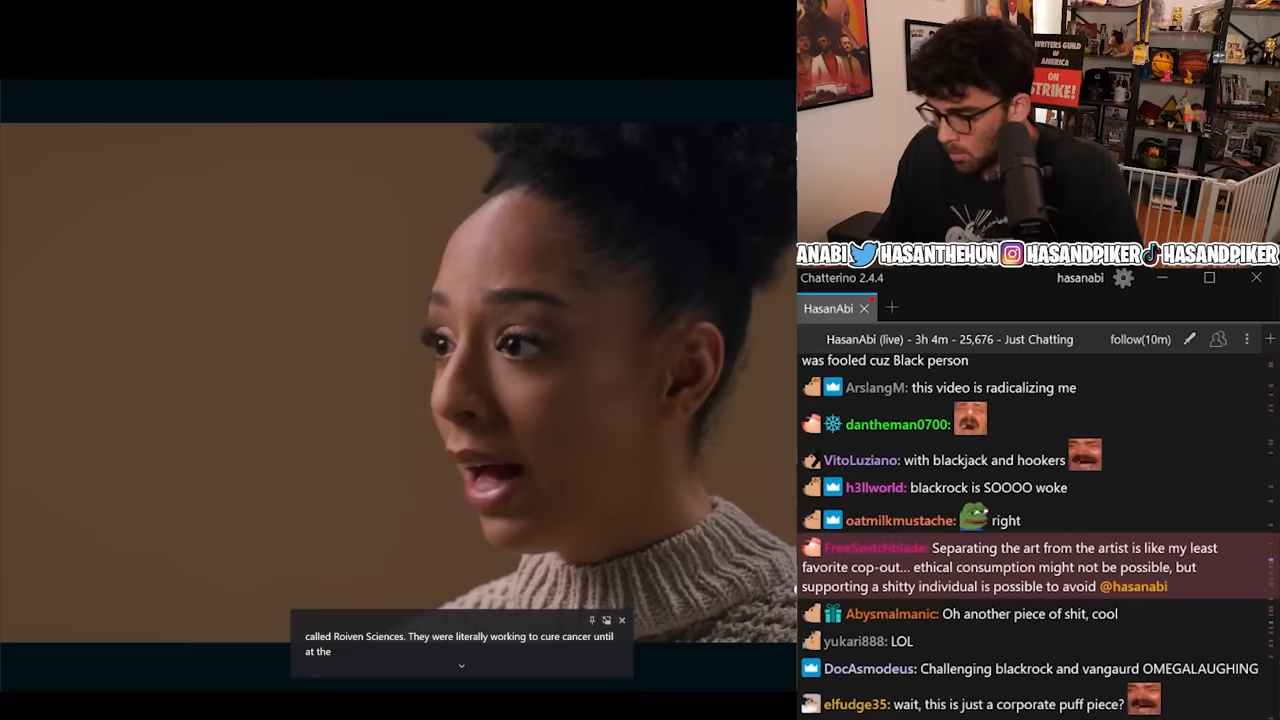 WRITERS GUILD
OF
AMERICA
ON
STRIKE!
ANABI HASANTHEHUN HASANDPIKER HASANDPIKER
Chatterino 2.4.4
hasanabi
HasanAbi
HasanAbi (live) - 3h 4m - 25,676 - Just Chatting
follow(10m)
was fooled cuz Black person
ArslangM: this video is radicalizing me
dantheman0700:
VitoLuziano: with blackjack and hookers
h3llworld: blackrock is SOOOO woke
oatmilkmustache: right
FreeSwitchblade: Separating the art from the artist is like my least
favorite cop-out... ethical consumption might not be possible, but
supporting a shitty individual is possible to avoid @hasanabi
Abysmalmanic: Oh another piece of shit, cool
yukari888: LOL
DocAsmodeus: Challenging blackrock and vangaurd OMEGALAUGHING
elfudge35: wait, this is just a corporate puff piece?
called Roiven Sciences. They were literally working to cure cancer until
at the